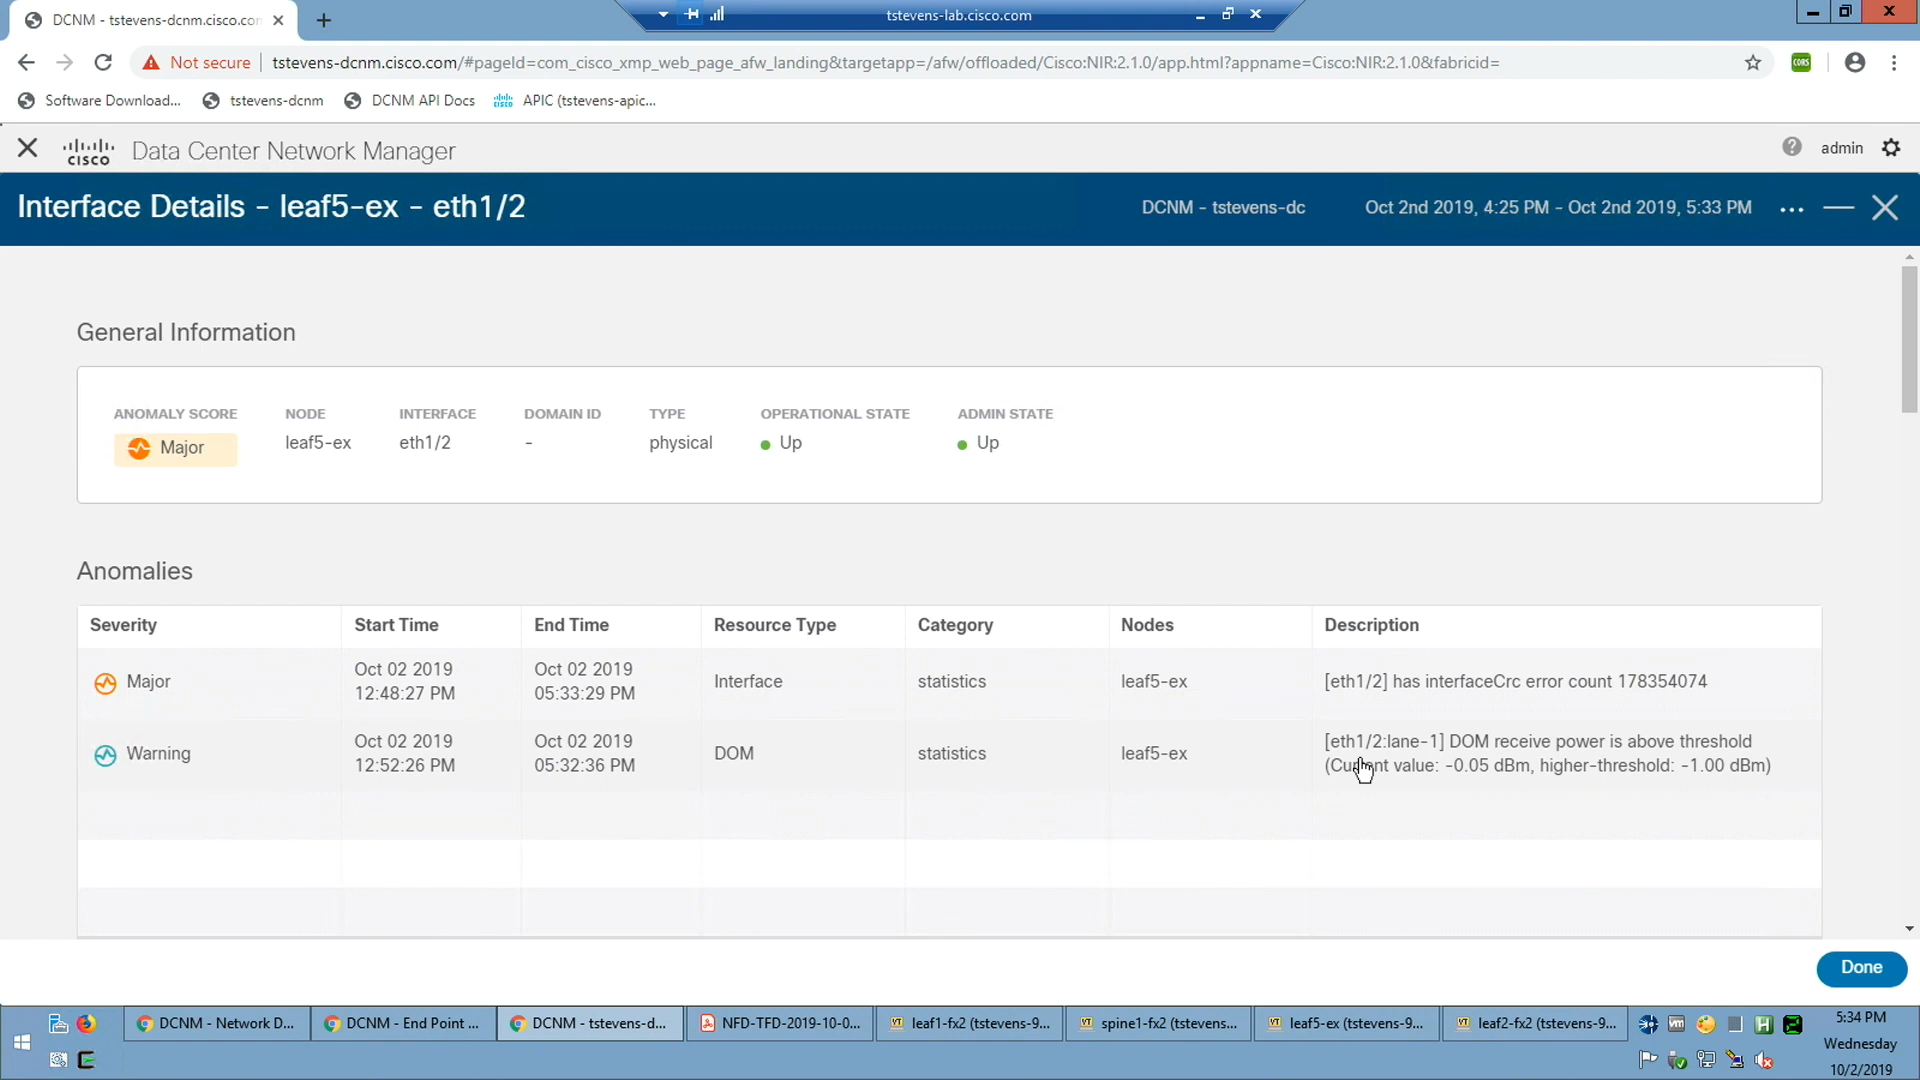 DCNM - tstevens-dcnm.cisco.con
tstevens-lab.cisco.com
Not secure
tstevens-dcnm.cisco.com/#pageId=com_cisco_xmp_web_page_afw_landing&targetapp=/afw/offloaded/Cisco:NIR:2.1.0/app.html?appname=Cisco:NIR:2.1.0&fabricid=
CORS
Software Download...
tstevens-dcnm
DCNM API Docs
APIC (tstevens-apic...
CISCO
Data Center Network Manager
admin
Interface Details - leaf5-ex - eth1/2
DCNM - tstevens-dc
Oct 2nd 2019, 4:25 PM - Oct 2nd 2019, 5:33 PM
General Information
ANOMALY SCORE NODE INTERFACE DOMAIN ID TYPE OPERATIONAL STATE ADMIN STATE
Major leaf5-ex eth1/2 - physical Up Up
Anomalies
Severity Start Time End Time Resource Type Category Nodes Description
Major
Oct 02 2019
12:48:27 PM
Oct 02 2019
05:33:29 PM
Interface
statistics
leaf5-ex
[eth1/2] has interfaceCrc error count 178354074
Warning
Oct 02 2019
12:52:26 PM
Oct 02 2019
05:32:36 PM
DOM
statistics
leaf5-ex
[eth1/2:lane-1] DOM receive power is above threshold
(Current value: -0.05 dBm, higher-threshold: -1.00 dBm)
Done
DCNM - Network D...
DCNM - End Point ...
DCNM - tstevens-d...
NFD-TFD-2019-10-0...
leaf1-fx2 (tstevens-9...
spine1-fx2 (tstevens...
leaf5-ex (tstevens-9...
leaf2-fx2 (tstevens-9...
5:34 PM
Wednesday
10/2/2019